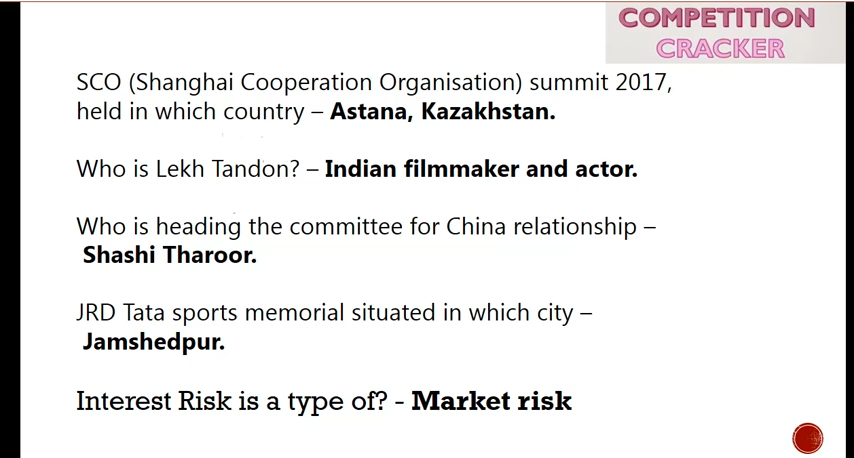 COMPETITION
CRACKER
SCO (Shanghai Cooperation Organisation) summit 2017,
held in which country – Astana, Kazakhstan.
Who is Lekh Tandon? – Indian filmmaker and actor.
Who is heading the committee for China relationship –
Shashi Tharoor.
JRD Tata sports memorial situated in which city –
Jamshedpur.
Interest Risk is a type of? - Market risk